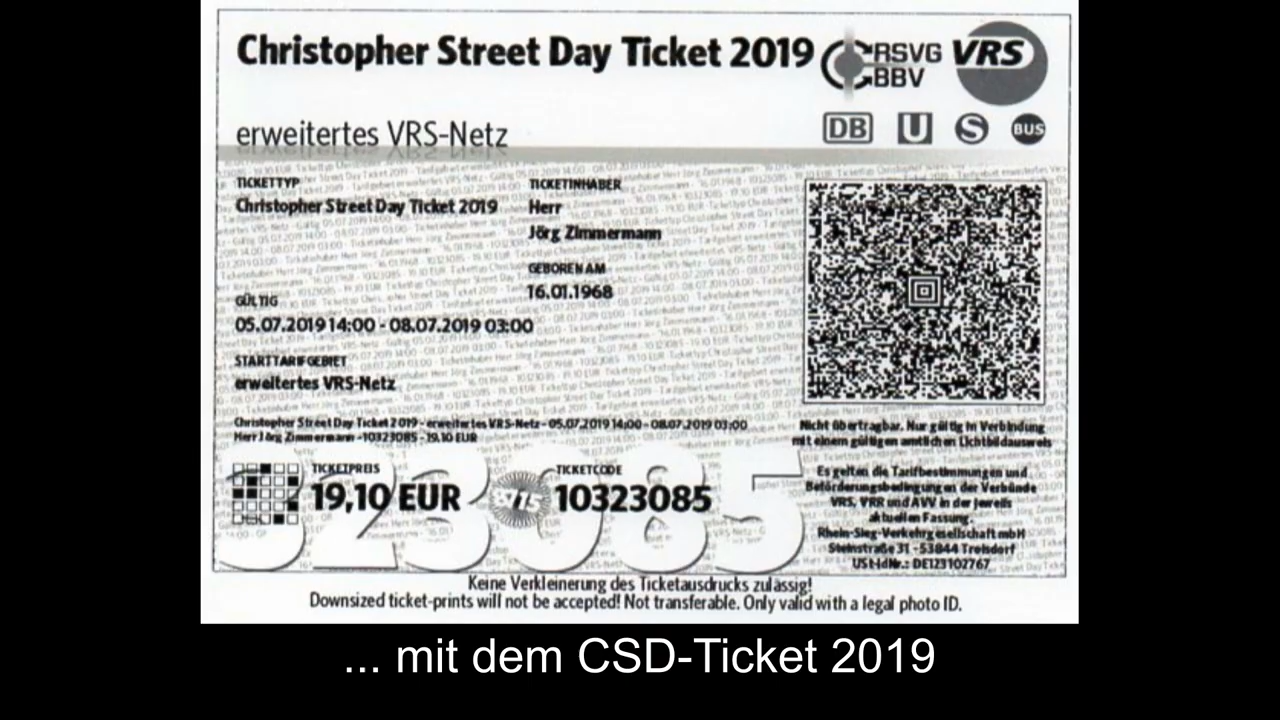 Christopher Street Day Ticket 2019
RSVG
BBV
VRS
erweitertes VRS-Netz
DB U S BUS
TICKETTYP
Christopher Street Day Ticket 2019
TICKETINHABER
Herr
Jörg Zimmermann
GEBOREN AM
16.01.1968
GÜLTIG
05.07.2019 14:00 - 08.07.2019 03:00
STARTTARIFGEBIET
erweitertes VRS-Netz
Christopher Street Day Ticket 2019 - erweitertes VRS-Netz - 05.07.2019 14:00 - 08.07.2019 03:00
Herr Jörg Zimmermann - 10323085 - 19.10 EUR
Nicht übertragbar. Nur gültig in Verbindung
mit einem gültigen amtlichen Lichtbildausweis
TICKETPREIS
19,10 EUR
TICKETCODE
10323085
323085
Es gelten die Tarifbestimmungen und
Beförderungsbedingungen der Verbünde
VRS, VRR und AVV in der jeweils
aktuellen Fassung.
Rhein-Sieg-Verkehrgesellschaft mbH
Steinstraße 31 - 53844 Troisdorf
USt-IdNr.: DE123102767
Keine Verkleinerung des Ticketausdrucks zulässig!
Downsized ticket-prints will not be accepted! Not transferable. Only valid with a legal photo ID.
... mit dem CSD-Ticket 2019